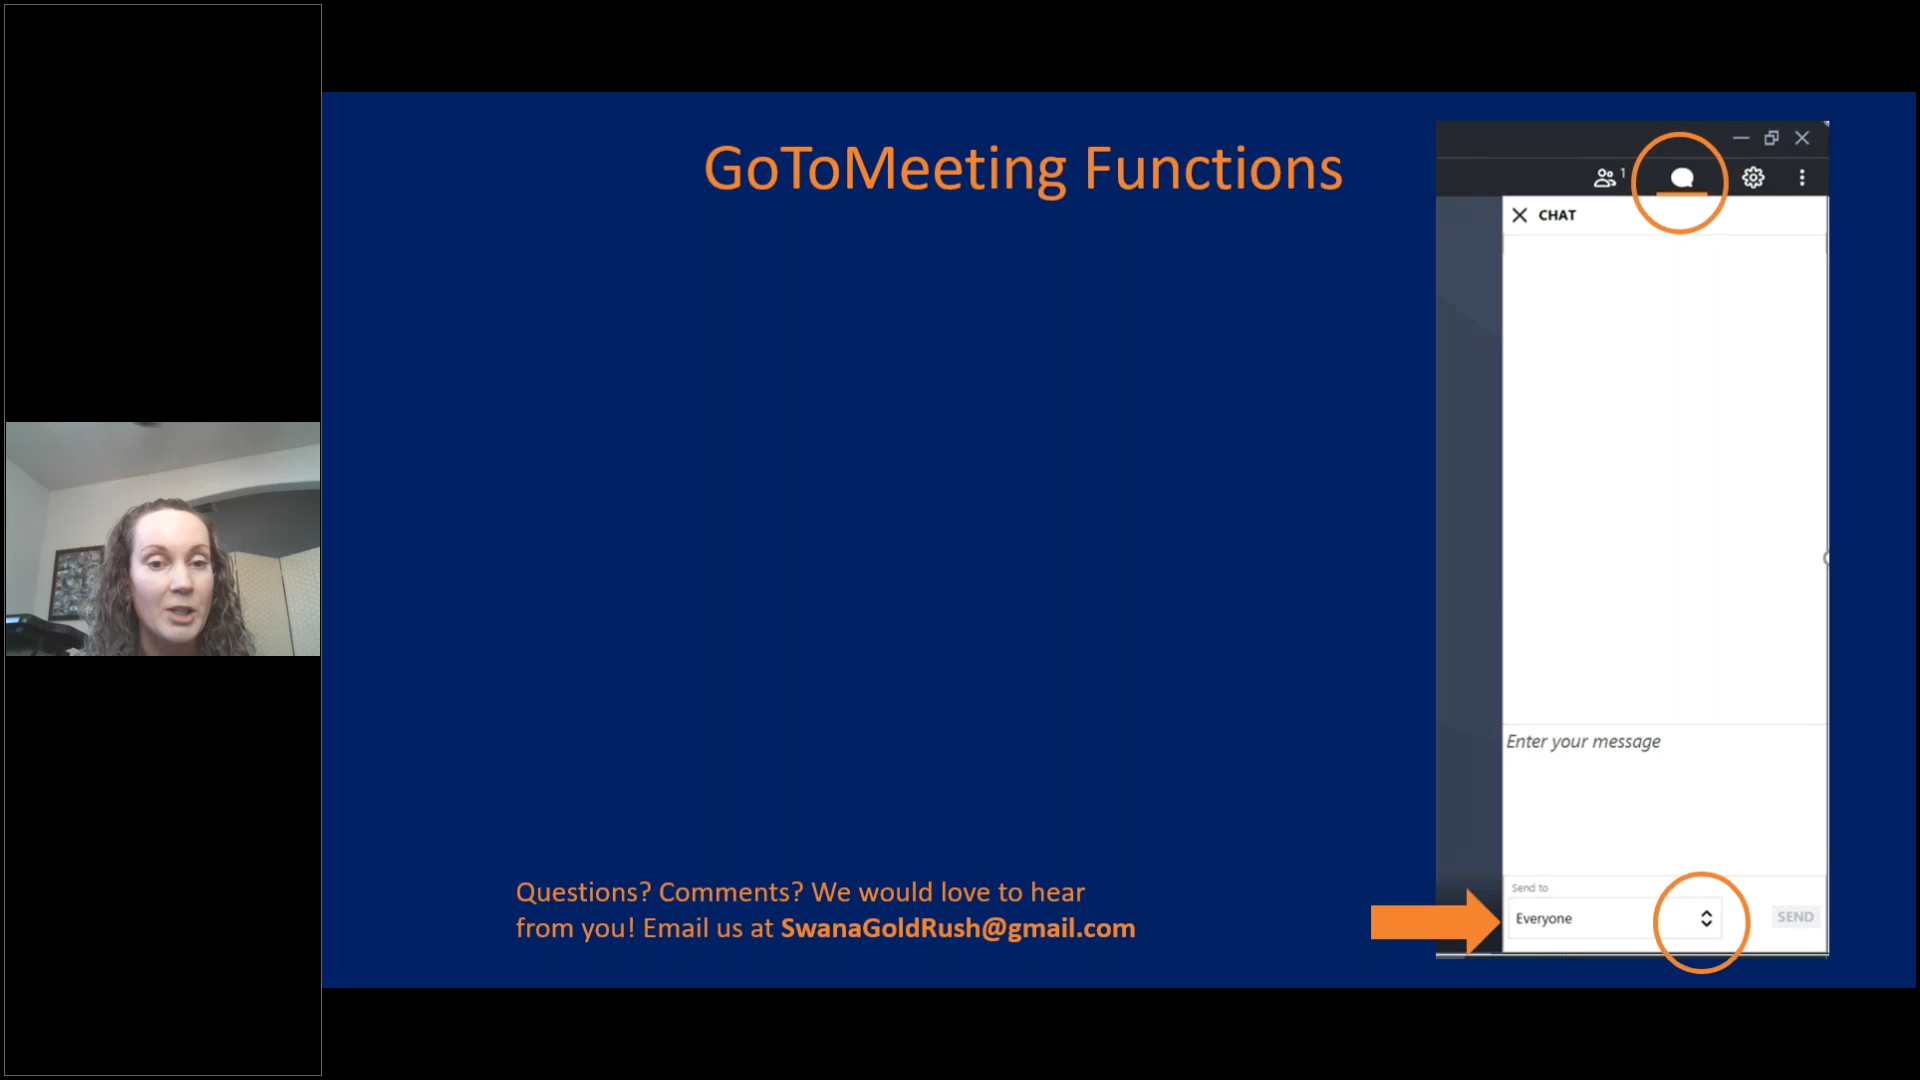 GoToMeeting Functions
1
CHAT
Enter your message
Send to
Everyone
SEND
Questions? Comments? We would love to hear
from you! Email us at SwanaGoldRush@gmail.com